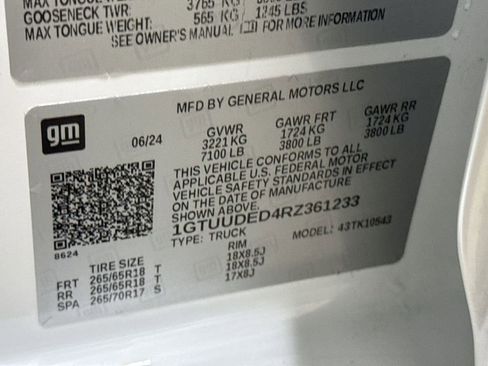 MAX TONGUE WEIGHT:
3765 KG
GOOSENECK TWR:
MAX TONGUE WEIGHT: 565 KG / 1245 LBS.
SEE OWNER'S MANUAL FOR MORE INFORMATION
MFD BY GENERAL MOTORS LLC
gm
06/24 GVWR GAWR FRT GAWR RR
3221 KG 1724 KG 1724 KG
7100 LB 3800 LB 3800 LB
THIS VEHICLE CONFORMS TO ALL
APPLICABLE U.S. FEDERAL MOTOR
VEHICLE SAFETY STANDARDS IN EFFECT
ON THE DATE OF MANUFACTURE
SHOWN ABOVE.
1GTUUDED4RZ361233
TYPE: TRUCK MODEL: 43TK10543
8624
TIRE SIZE RIM
FRT 265/65R18 T 18X8.5J
RR 265/65R18 T 18X8.5J
SPA 265/70R17 S 17X8J